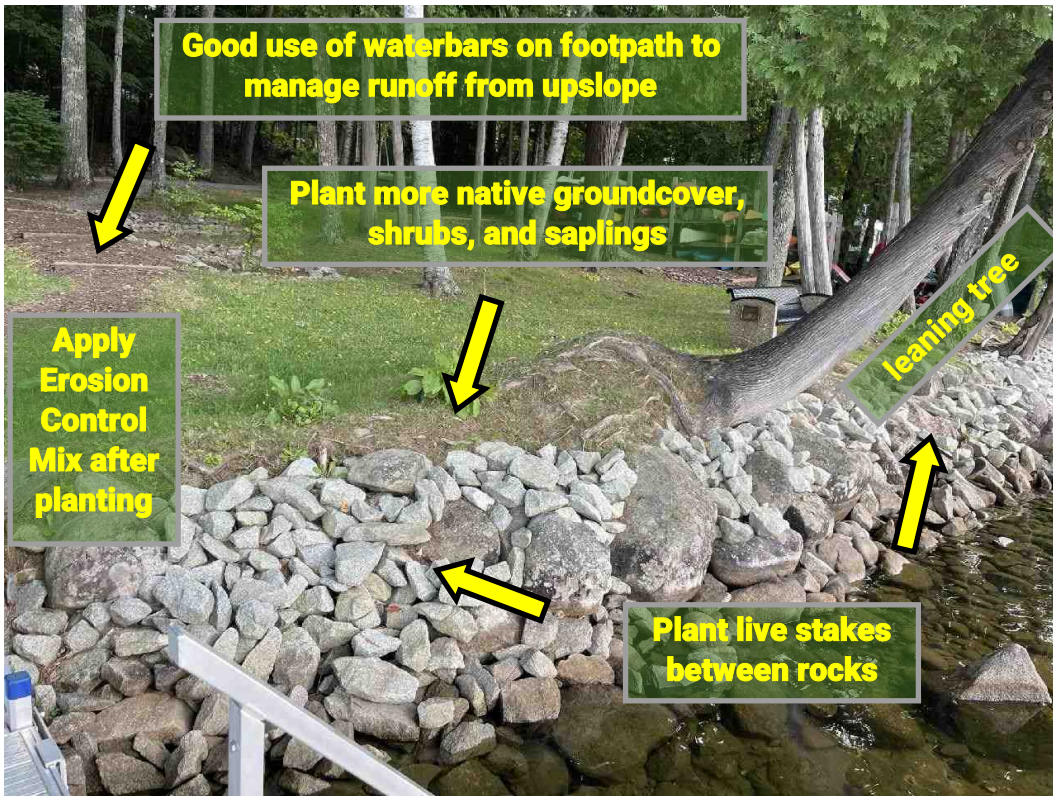 Good use of waterbars on footpath to
manage runoff from upslope
Plant more native groundcover,
shrubs, and saplings
leaning tree
Apply
Erosion
Control
Mix after
planting
Plant live stakes
between rocks